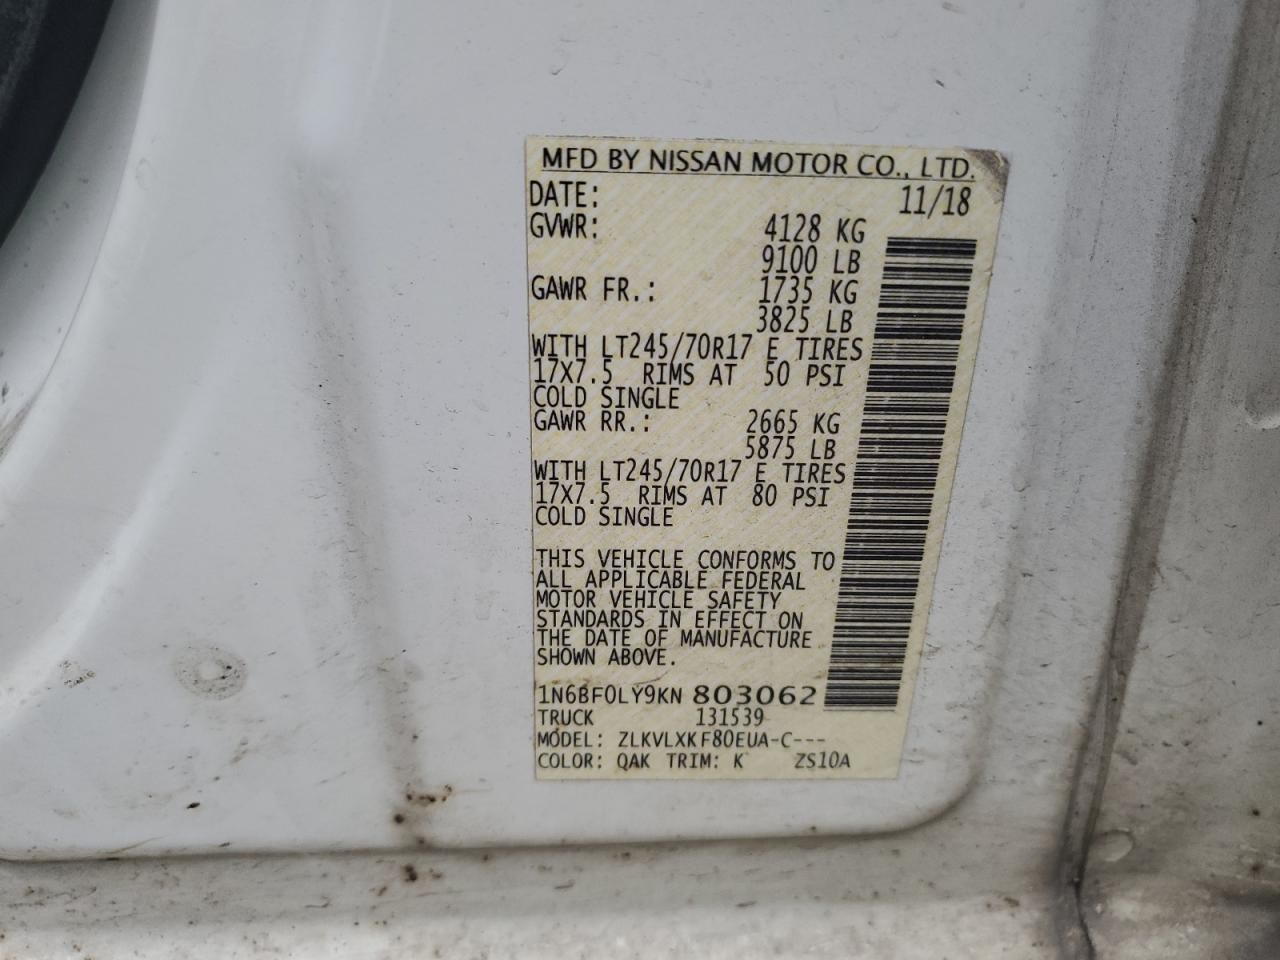 MFD BY NISSAN MOTOR CO., LTD.
DATE: 11/18
GVWR: 4128 KG
9100 LB
GAWR FR.: 1735 KG
3825 LB
WITH LT245/70R17 E TIRES
17X7.5 RIMS AT 50 PSI
COLD SINGLE
GAWR RR.: 2665 KG
5875 LB
WITH LT245/70R17 E TIRES
17X7.5 RIMS AT 80 PSI
COLD SINGLE
THIS VEHICLE CONFORMS TO
ALL APPLICABLE FEDERAL
MOTOR VEHICLE SAFETY
STANDARDS IN EFFECT ON
THE DATE OF MANUFACTURE
SHOWN ABOVE.
1N6BF0LY9KN 803062
TRUCK 131539
MODEL: ZLKVLXKF80EUA-C---
COLOR: QAK TRIM: K ZS10A